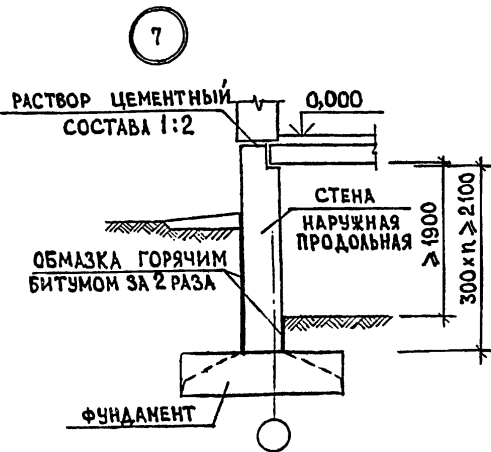 7
РАСТВОР ЦЕМЕНТНЫЙ
СОСТАВА 1:2
0,000
СТЕНА
НАРУЖНАЯ
ПРОДОЛЬНАЯ
ОБМАЗКА ГОРЯЧИМ
БИТУМОМ ЗА 2 РАЗА
≥1900
300×n≥2100
ФУНДАМЕНТ